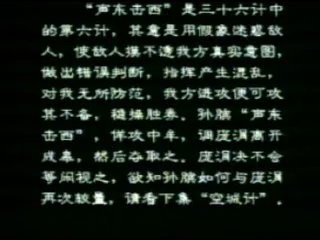 “声东击西”是三十六计中
的第六计，其意是用假象迷惑敌
人，使敌人摸不透我方真实意图，
做出错误判断，指挥产生混乱，
对我无所防范，我方进攻便可攻
其不备，稳操胜券。孙膑“声东
击西”，佯攻中牟，调庞涓离开
成皋，然后夺取之。庞涓决不会
等闲视之，欲知孙膑如何与庞涓
再次较量，请看下集“空城计”。